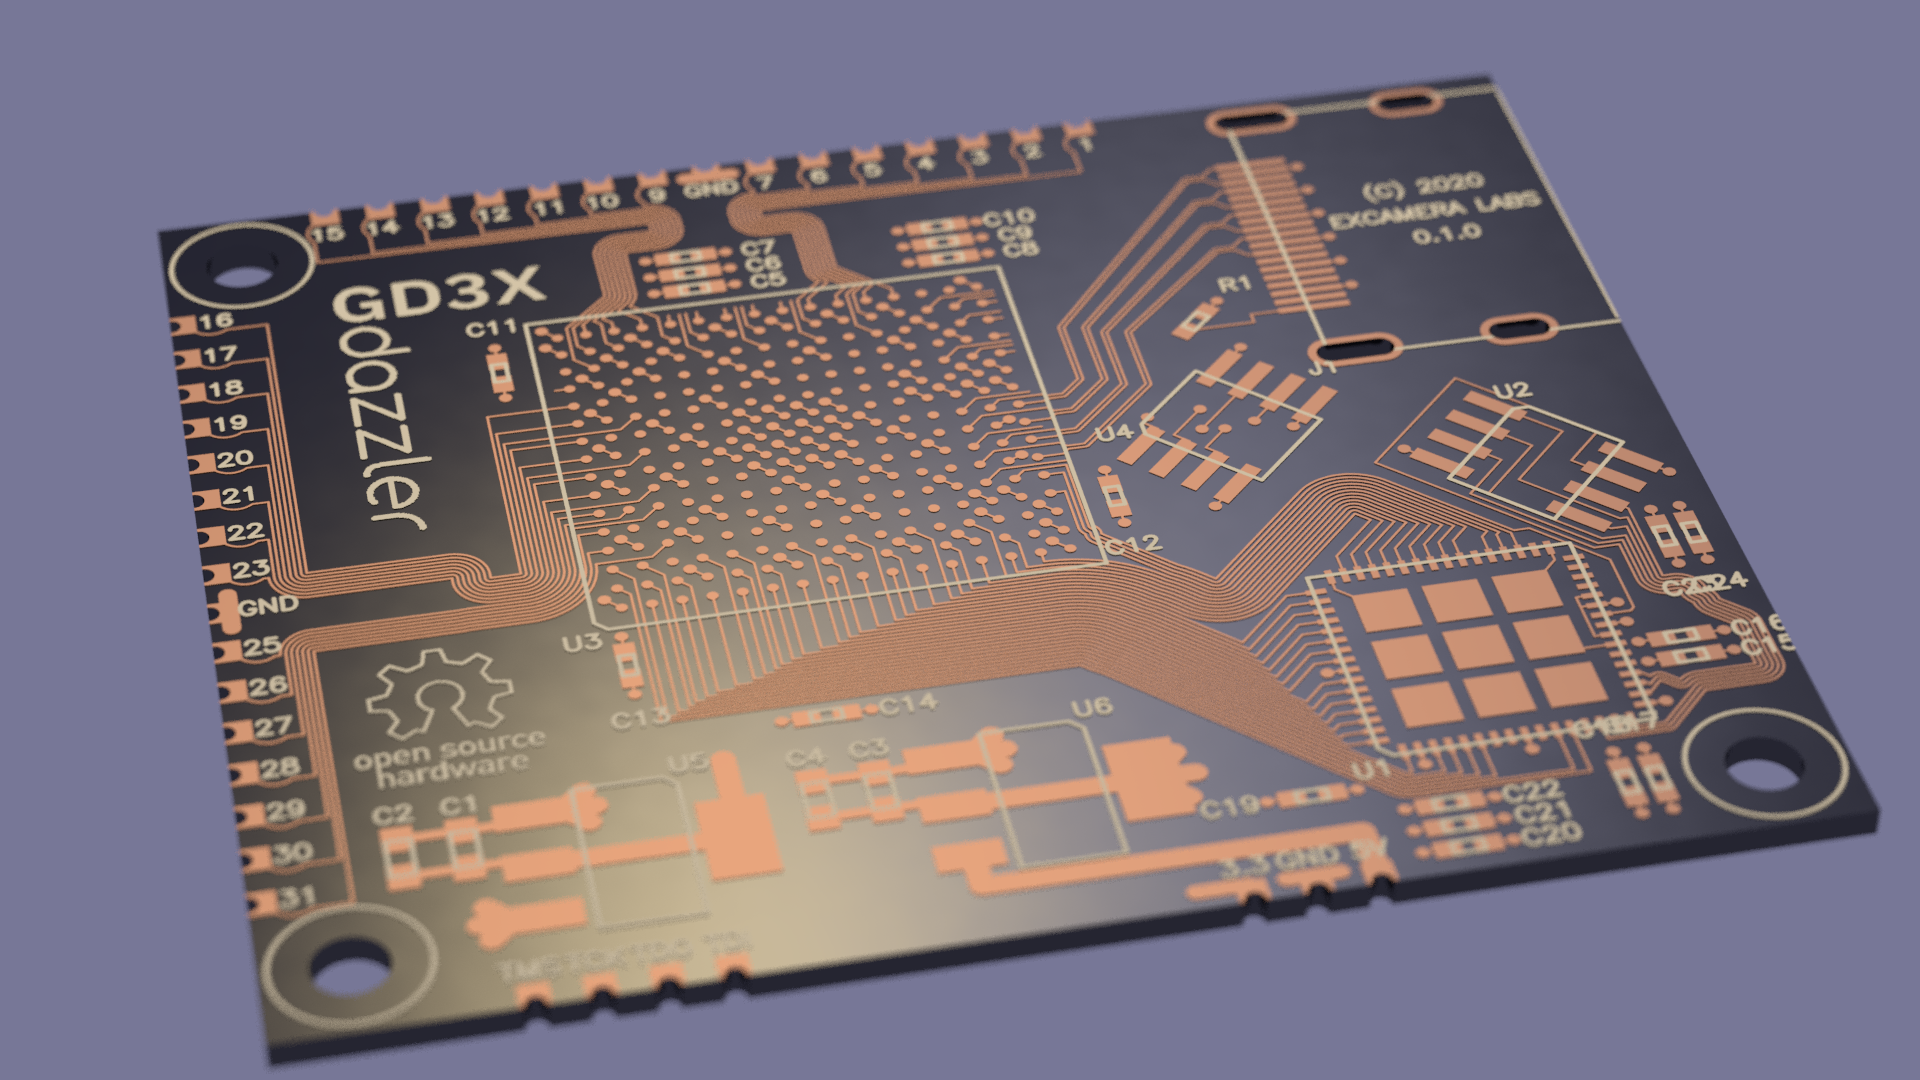 15 14 13 12 11 10 9 GND 7 6 5 4 3 2 1
(C) 2020
EXCAMERA LABS
0.1.0
C10
C9
C8
C7
C6
C5
GD3X
dazzler
C11
R1
J1
U2
U4
C12
16
17
18
19
20
21
22
23
GND
25
26
27
28
29
30
31
U3
C13
C14
U6
C16
C15
open source
hardware
U5
C4 C3
C2 C1
U1
C19
C22
C21
C20
3.3 GND 5V